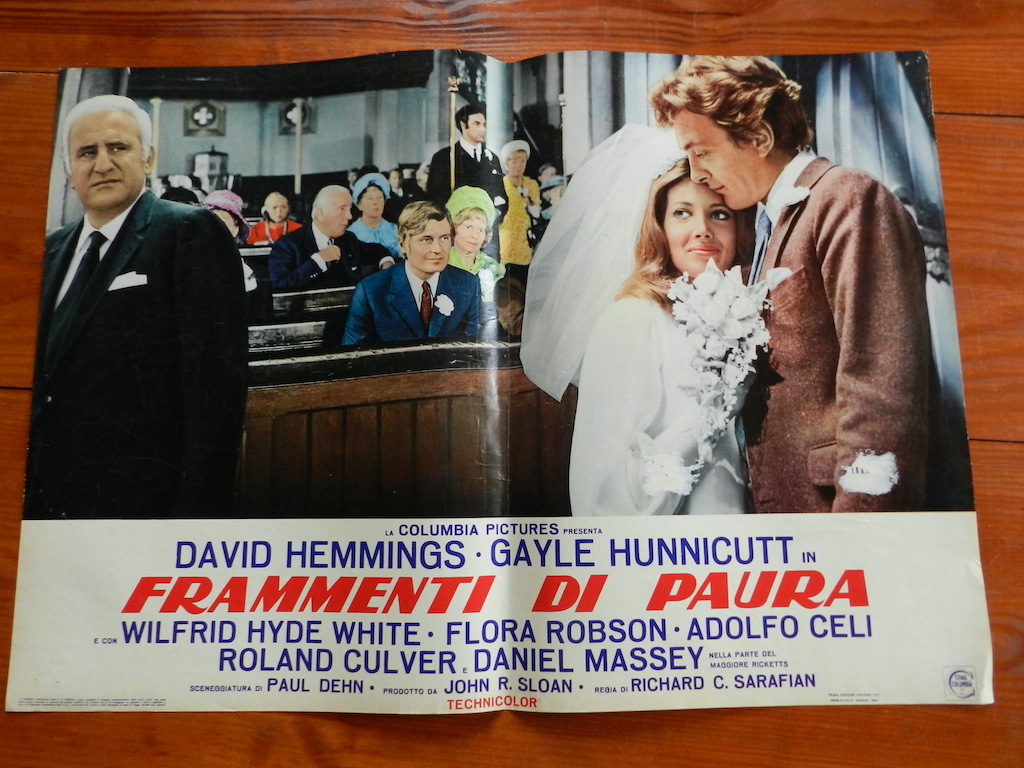 LA COLUMBIA PICTURES PRESENTA
DAVID HEMMINGS · GAYLE HUNNICUTT IN
FRAMMENTI DI PAURA
E CON WILFRID HYDE WHITE · FLORA ROBSON · ADOLFO CELI
ROLAND CULVER E DANIEL MASSEY NELLA PARTE DEL MAGGIORE RICKETTS
SCENEGGIATURA DI PAUL DEHN · PRODOTTO DA JOHN R. SLOAN · REGIA DI RICHARD C. SARAFIAN
TECHNICOLOR